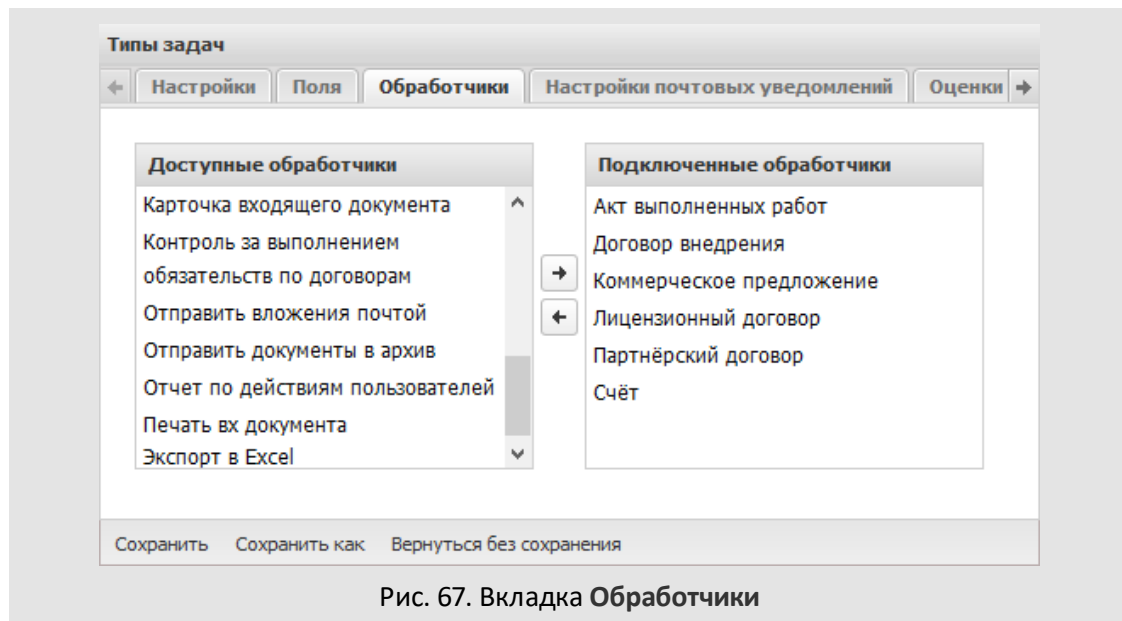 Типы задач
Настройки Поля Обработчики Настройки почтовых уведомлений Оценки
Доступные обработчики
Карточка входящего документа
Контроль за выполнением
обязательств по договорам
Отправить вложения почтой
Отправить документы в архив
Отчет по действиям пользователей
Печать вх документа
Экспорт в Excel
Подключенные обработчики
Акт выполненных работ
Договор внедрения
Коммерческое предложение
Лицензионный договор
Партнёрский договор
Счёт
Сохранить Сохранить как Вернуться без сохранения
Рис. 67. Вкладка Обработчики